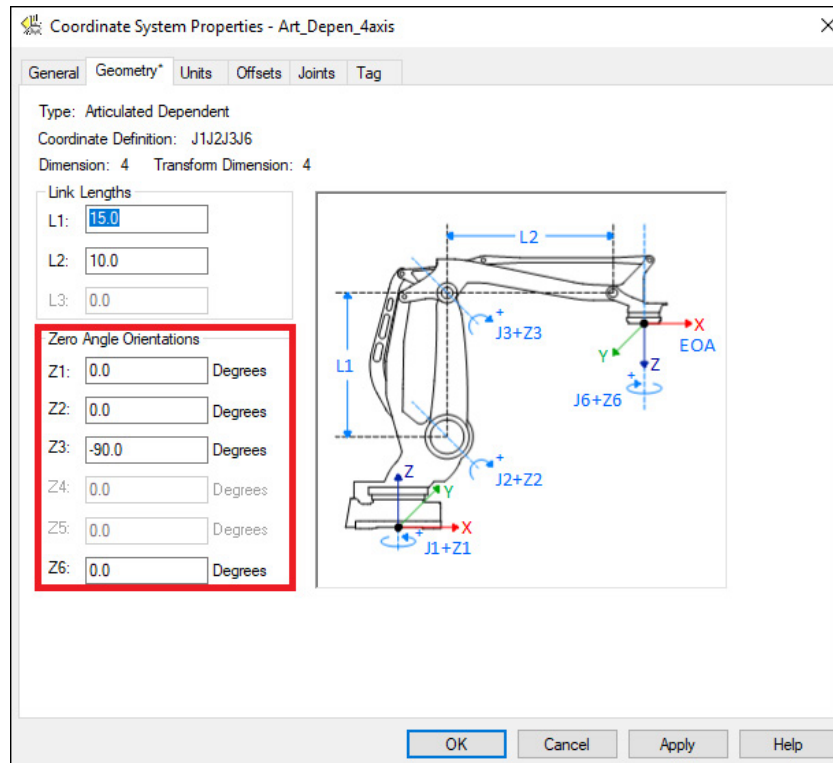 Coordinate System Properties - Art_Depen_4axis
General Geometry* Units Offsets Joints Tag
Type: Articulated Dependent
Coordinate Definition: J1J2J3J6
Dimension: 4 Transform Dimension: 4
Link Lengths
L1: 15.0
L2: 10.0
L3: 0.0
Zero Angle Orientations
Z1: 0.0 Degrees
Z2: 0.0 Degrees
Z3: -90.0 Degrees
Z4: 0.0 Degrees
Z5: 0.0 Degrees
Z6: 0.0 Degrees
L2
+
J3+Z3
X
EOA
Y
Z
L1
+
J6+Z6
+
J2+Z2
Z
Y
X
+
J1+Z1
OK Cancel Apply Help